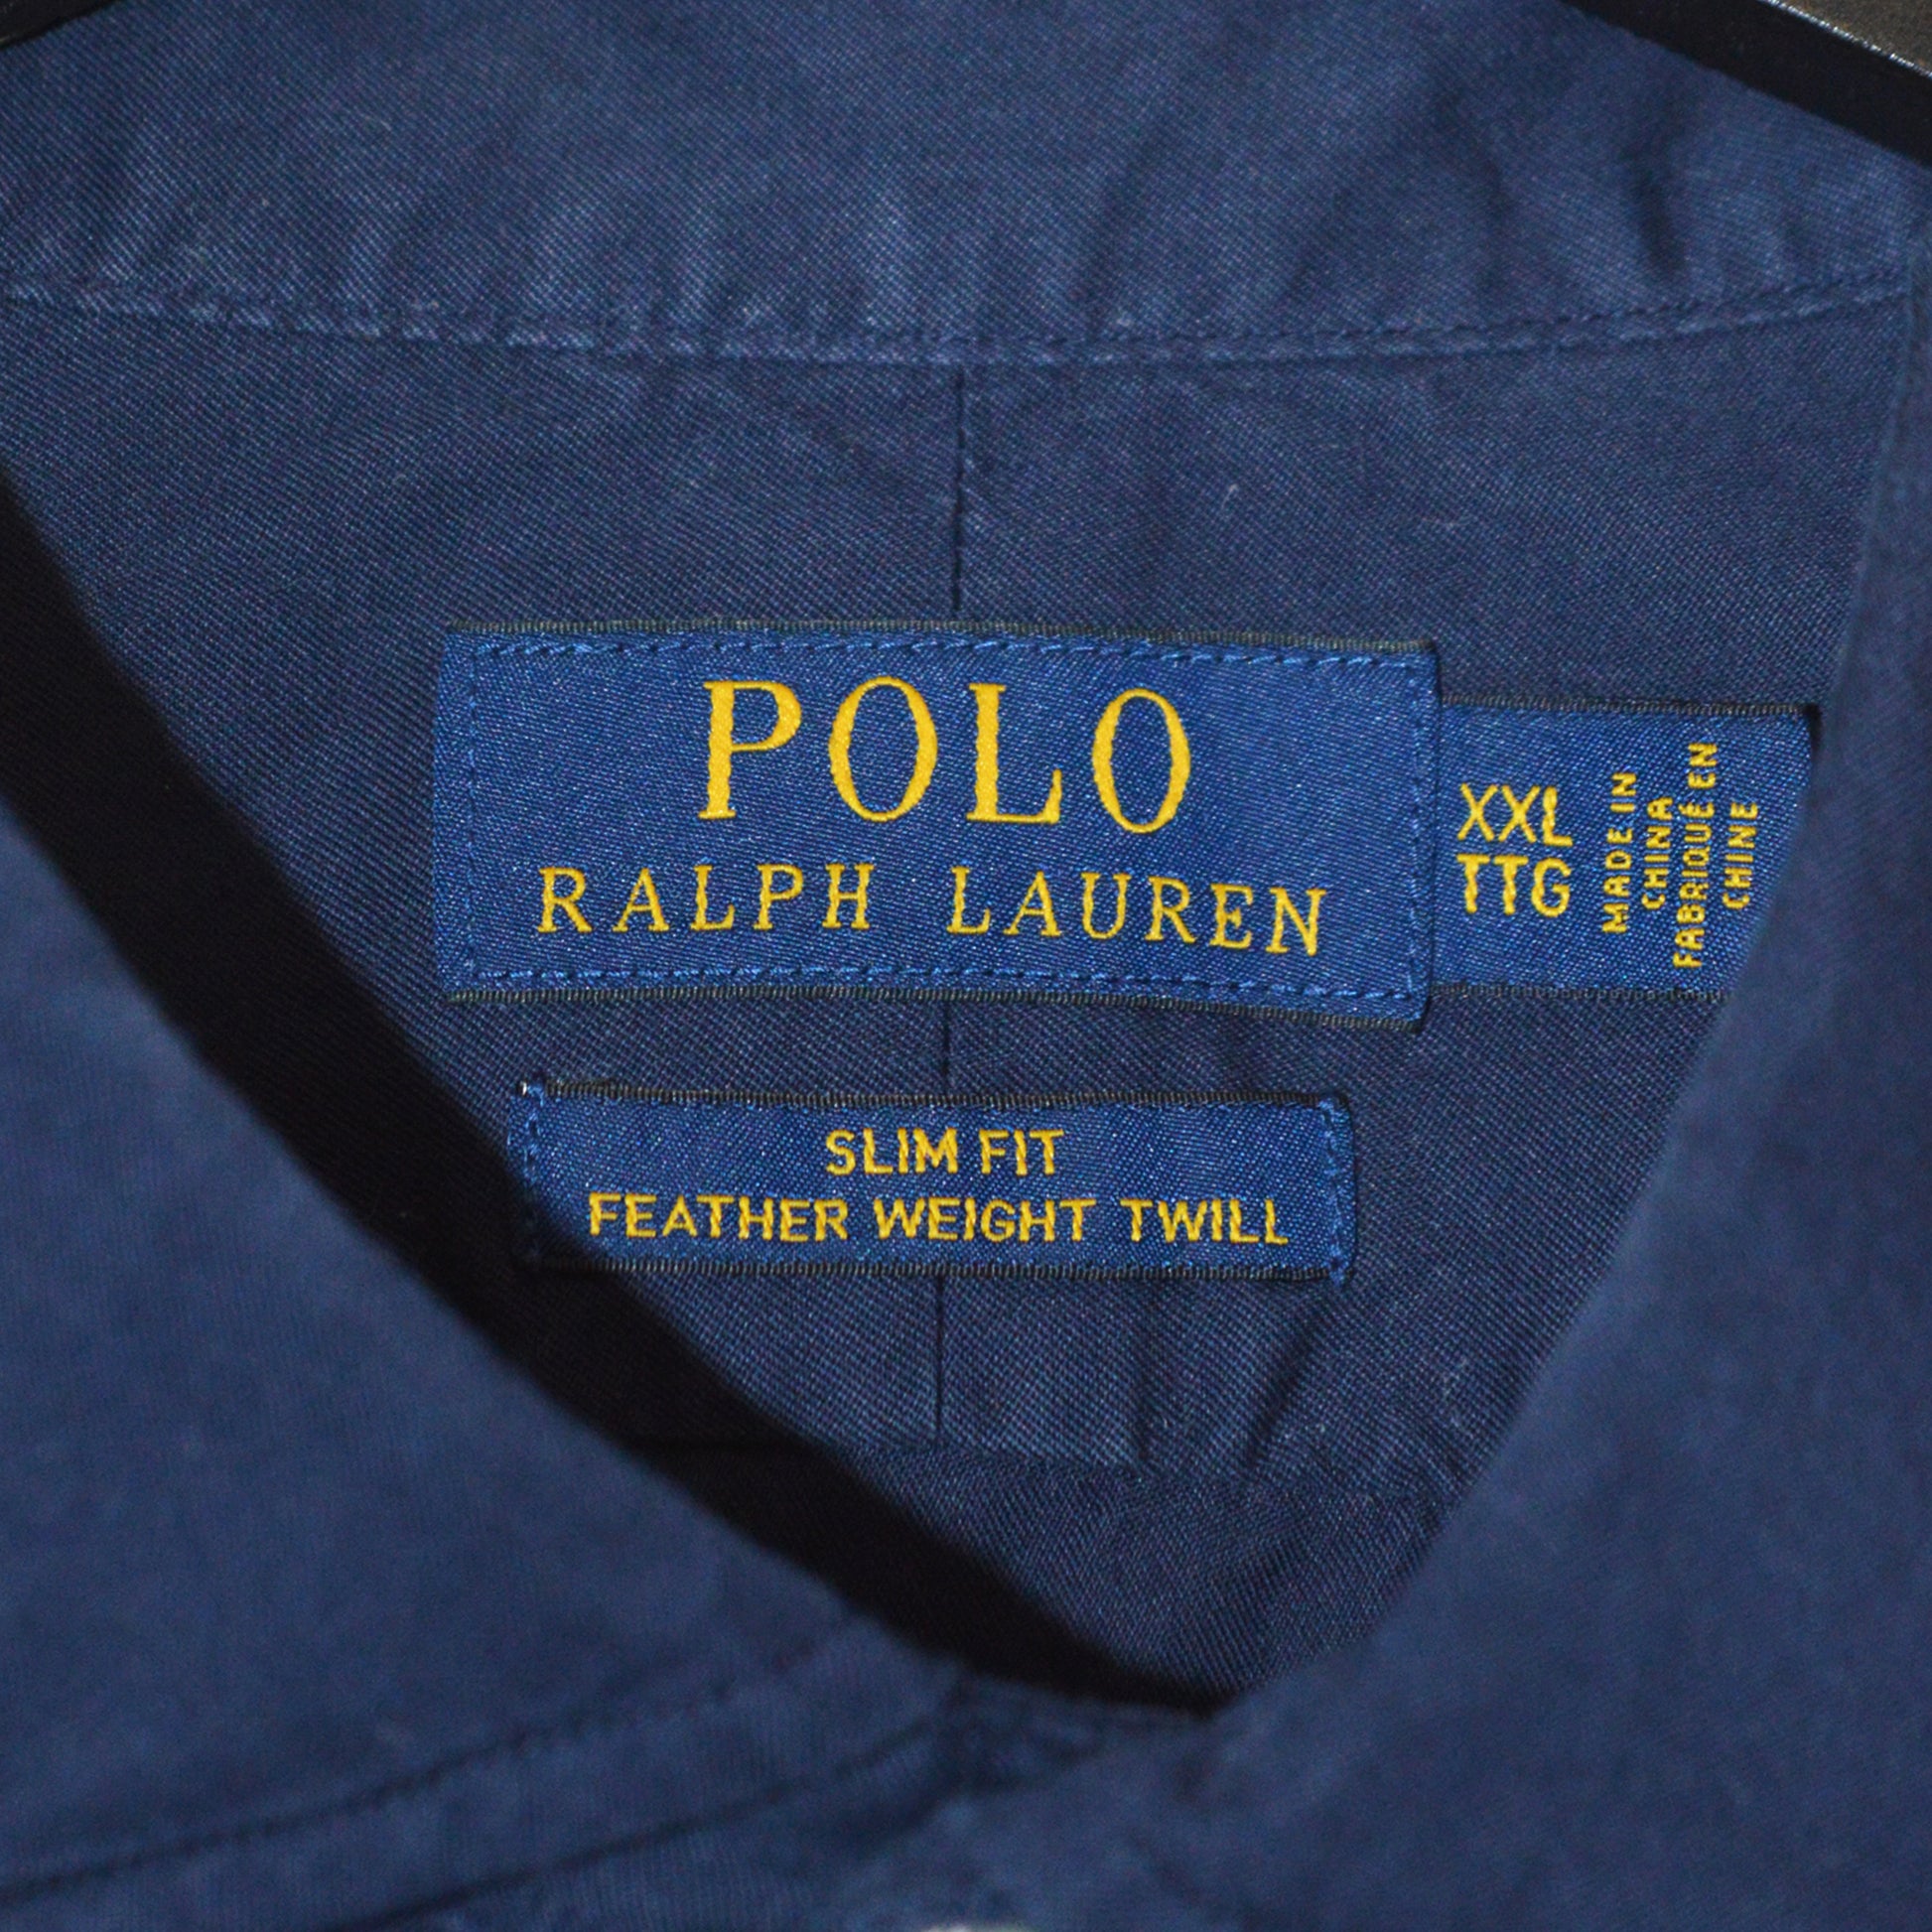 POLO
RALPH LAUREN
XXL
TTG
MADE IN
CHINA
FABRIQUÉ EN
CHINE
SLIM FIT
FEATHER WEIGHT TWILL